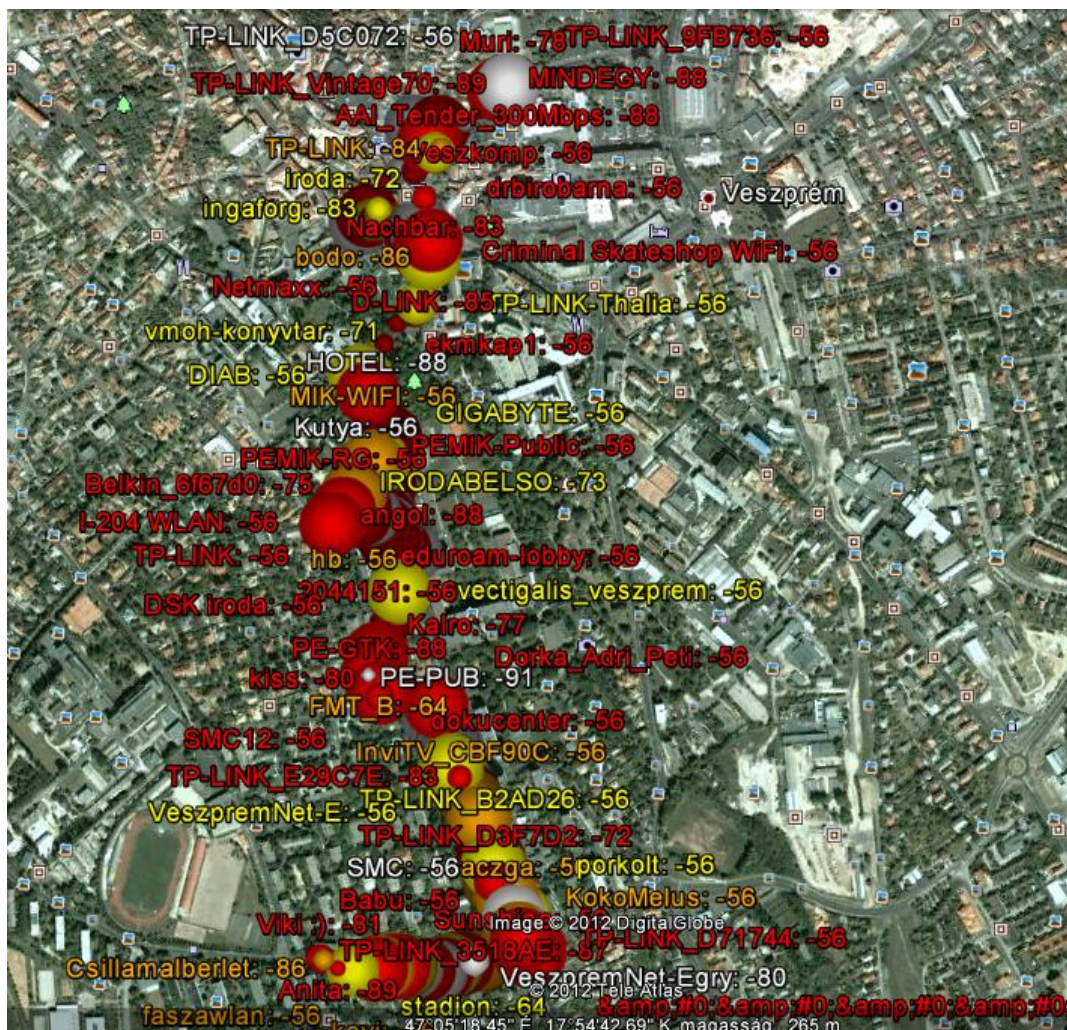 TP-LINK_D5C072: -56
Muri: -78
TP-LINK_9FB736: -56
TP-LINK_Vintage70: -89
MINDEGY: -88
AAI_Tender_300Mbps: -88
TP-LINK: -84
veszkomp: -56
iroda: -72
drbirobarna: -56
Veszprém
ingaforg: -83
Nachbar: -83
bodo: -86
Criminal Skateshop WiFi: -56
Netmaxx: -56
D-LINK: -85
TP-LINK-Thalia: -56
vmoh-konyvtar: -71
ekmkap1: -56
HOTEL: -88
DIAB: -56
MIK-WIFI: -56
GIGABYTE: -56
Kutya: -56
PEMIK-Public: -56
PEMIK-RG: -56
Belkin_6f67d0: -75
IRODABELSO: -73
I-204 WLAN: -56
angol: -88
TP-LINK: -56
hb: -56
eduroam-lobby: -56
2044151: -56
vectigalis_veszprem: -56
DSK iroda: -56
Kalro: -77
PE-GTK: -88
Dorka_Adri_Peti: -56
kiss: -80
PE-PUB: -91
FMT_B: -64
dokucenter: -56
SMC12: -56
InviTV_CBF90C: -56
TP-LINK_E29C7E: -83
TP-LINK_B2AD26: -56
VeszpremNet-E: -56
TP-LINK_D3F7D2: -72
SMC: -56
aczga: -5
porkolt: -56
Babu: -56
KokoMelus: -56
Viki :): -81
Image © 2012 DigitalGlobe
TP-LINK_3518AE: -87
TP-LINK_D71744: -56
Csillamalberlet: -86
VeszpremNet-Egry: -80
Anita: -89
© 2012 Tele Atlas
stadion: -64
&amp;#0;&amp;#0;&amp;#0;&amp;#0
faszawlan: -56
47°05'18.45" É 17°54'42.69" K magasság 265 m